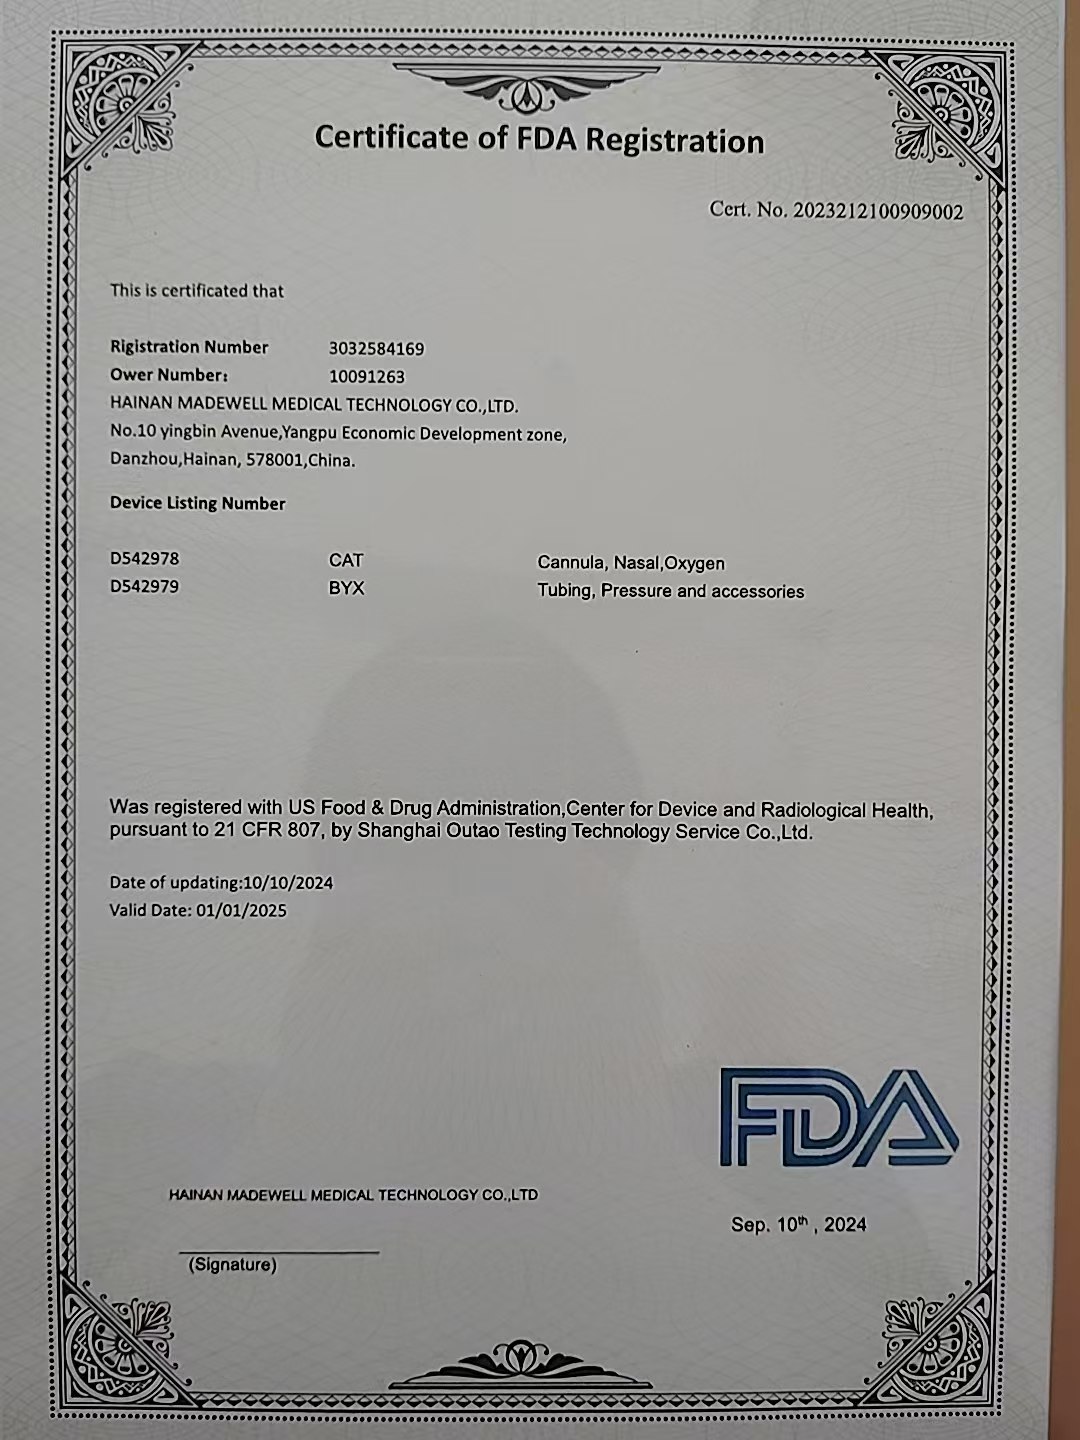 Certificate of FDA Registration
Cert. No. 2023212100909002
This is certificated that
Rigistration Number 3032584169
Ower Number: 10091263
HAINAN MADEWELL MEDICAL TECHNOLOGY CO.,LTD.
No.10 yingbin Avenue,Yangpu Economic Development zone,
Danzhou,Hainan, 578001,China.
Device Listing Number
D542978 CAT Cannula, Nasal,Oxygen
D542979 BYX Tubing, Pressure and accessories
Was registered with US Food & Drug Administration,Center for Device and Radiological Health,
pursuant to 21 CFR 807, by Shanghai Outao Testing Technology Service Co.,Ltd.
Date of updating:10/10/2024
Valid Date: 01/01/2025
FDA
HAINAN MADEWELL MEDICAL TECHNOLOGY CO.,LTD
Sep. 10th , 2024
(Signature)